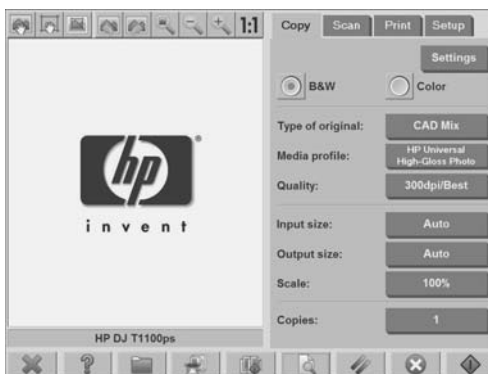 1:1
Copy
Scan
Print
Setup
Settings
B&W
Color
Type of original:
CAD Mix
Media profile:
HP Universal
High-Gloss Photo
Quality:
300dpi/Best
Input size:
Auto
Output size:
Auto
Scale:
100%
Copies:
1
hp
®
invent
HP DJ T1100ps
?